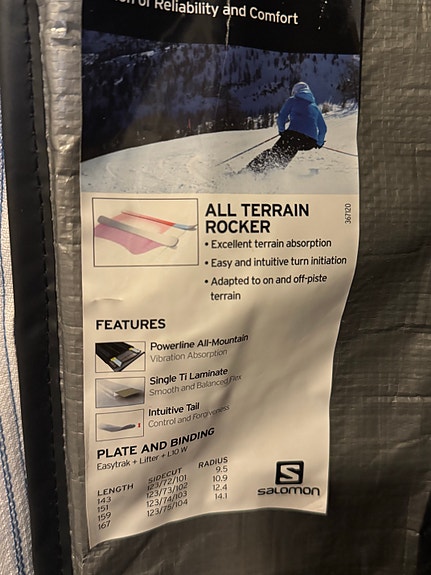 of Reliability and Comfort
ALL TERRAIN
ROCKER
367120
• Excellent terrain absorption
• Easy and intuitive turn initiation
• Adapted to on and off-piste
terrain
FEATURES
Powerline All-Mountain
Vibration Absorption
Single Ti Laminate
Smooth and Balanced Flex
Intuitive Tail
Control and Forgiveness
PLATE AND BINDING
Easytrak + Lifter + L10 W
LENGTH SIDECUT RADIUS
143 123/72/101 9.5
151 123/73/102 10.9
159 123/74/103 12.4
167 123/75/104 14.1
S
SALOMON